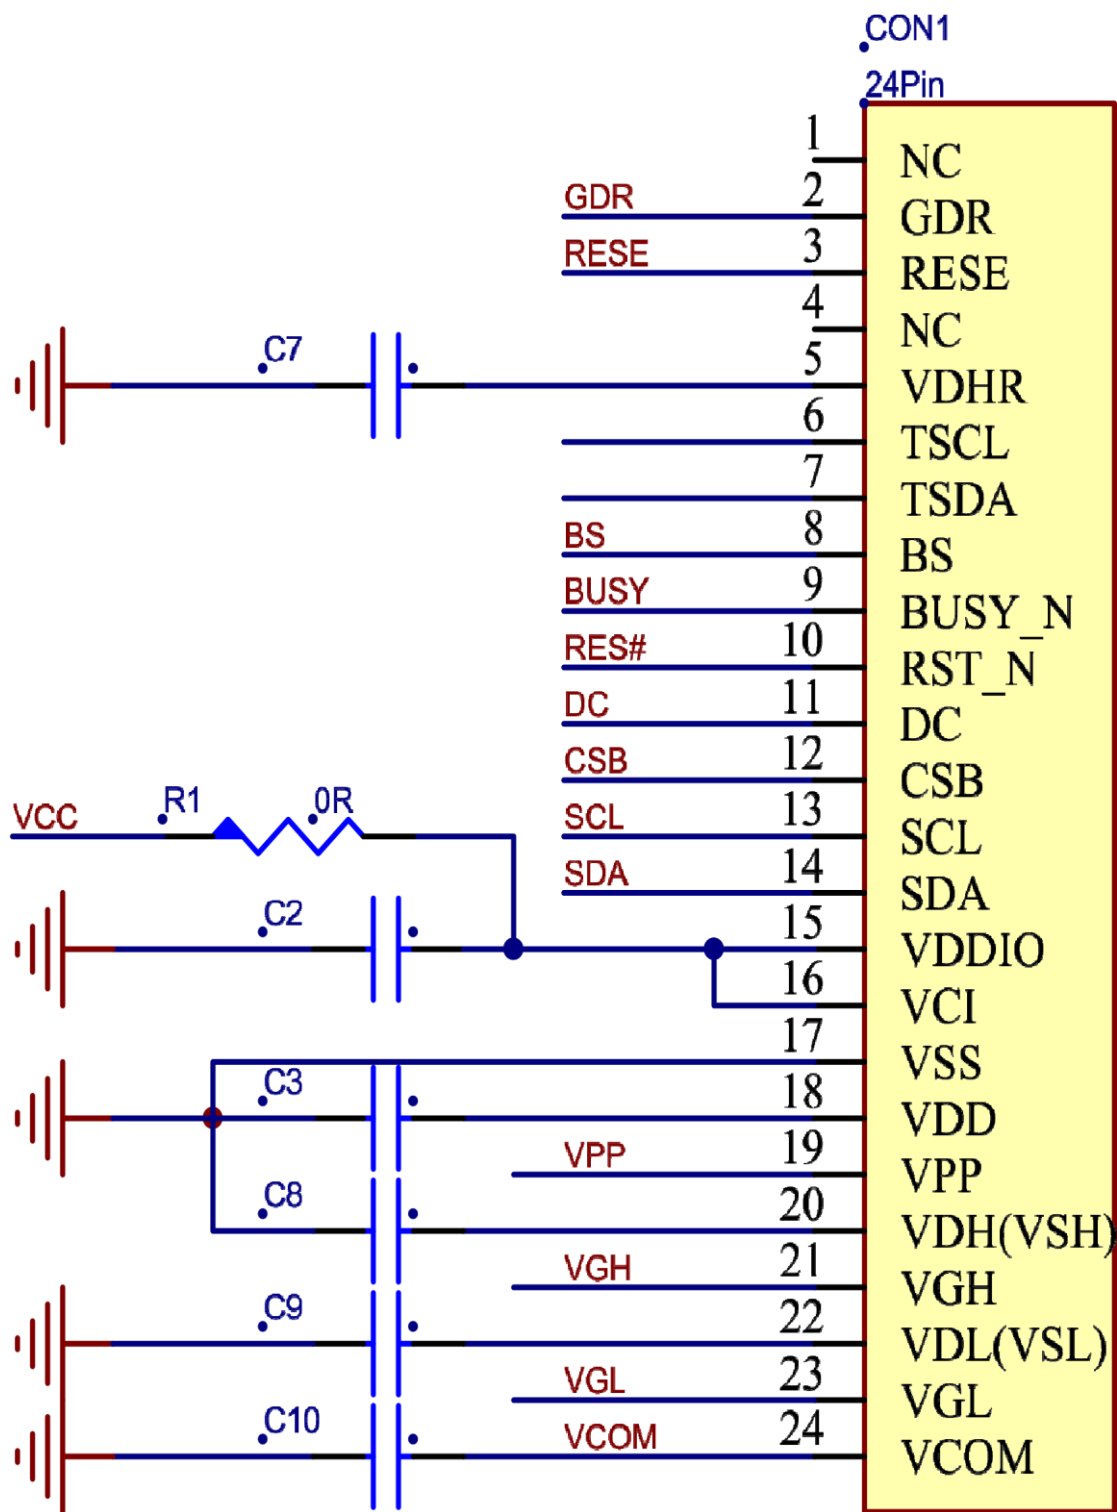 CON1
24Pin
1 NC
GDR 2 GDR
RESE 3 RESE
4 NC
C7 5 VDHR
6 TSCL
7 TSDA
BS 8 BS
BUSY 9 BUSY_N
RES# 10 RST_N
DC 11 DC
CSB 12 CSB
VCC R1 0R SCL 13 SCL
SDA 14 SDA
C2 15 VDDIO
16 VCI
17 VSS
C3 18 VDD
VPP 19 VPP
C8 20 VDH(VSH)
VGH 21 VGH
C9 22 VDL(VSL)
VGL 23 VGL
C10 VCOM 24 VCOM